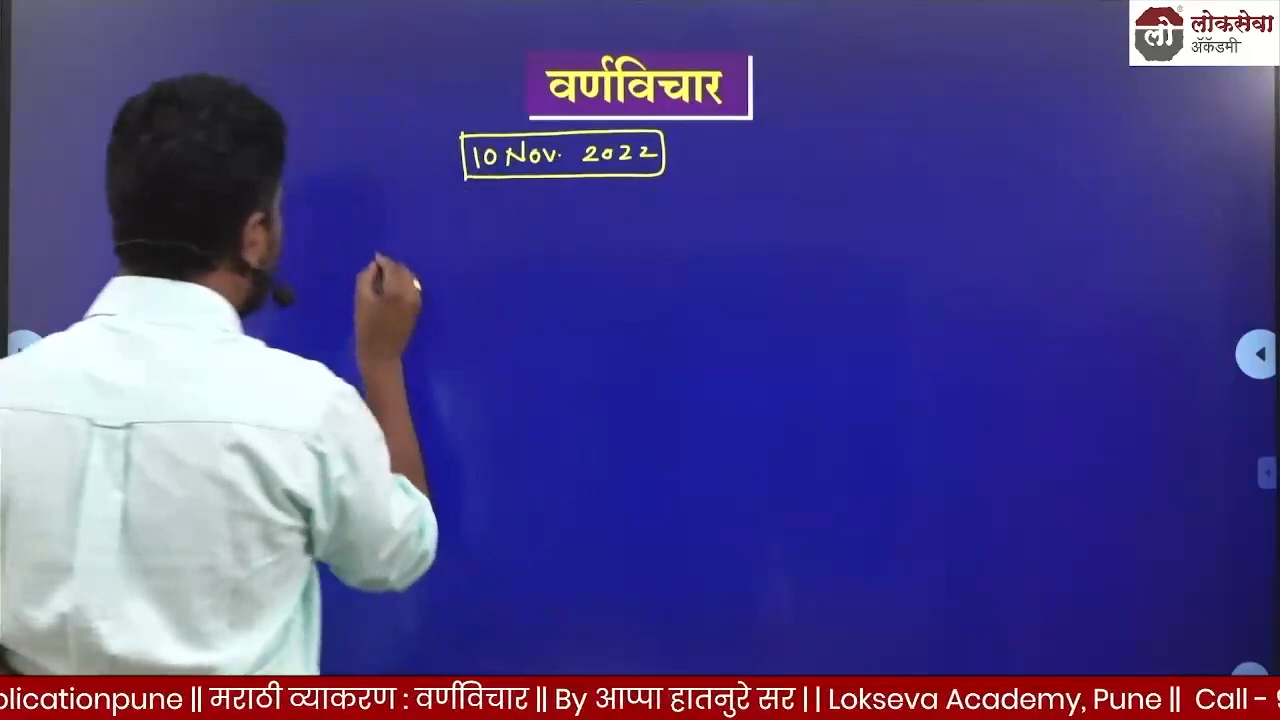 लो
लोकसेवा
ॲकॅडमी
वर्णविचार
10 Nov. 2022
plicationpune || मराठी व्याकरण : वर्णविचार || By आप्पा हातनुरे सर || Lokseva Academy, Pune || Call -